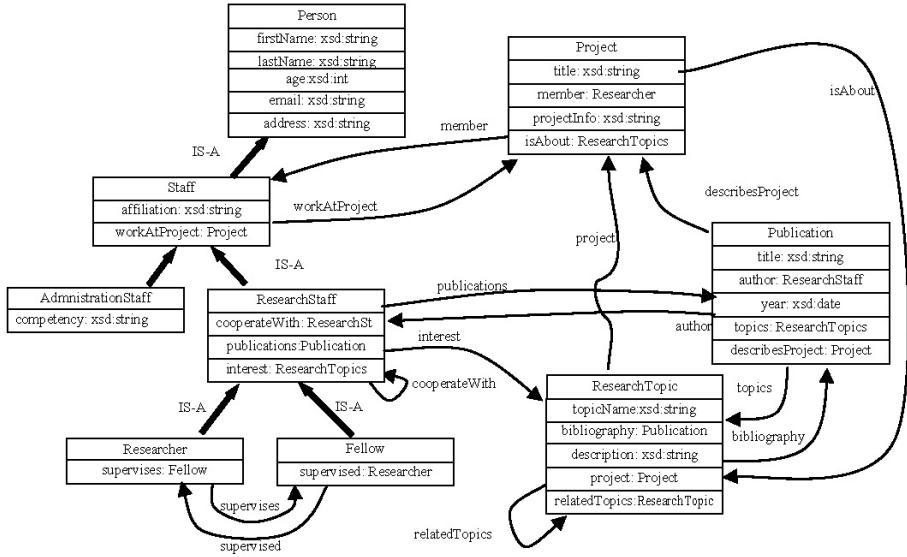 Person
firstName: xsd:string
lastName: xsd:string
age:xsd:int
email: xsd:string
address: xsd:string
Project
title: xsd:string
member: Researcher
projectInfo: xsd:string
isAbout: ResearchTopics
isAbout
member
IS-A
Staff
affiliation: xsd:string
workAtProject: Project
workAtProject
describesProject
project
Publication
title: xsd:string
author: ResearchStaff
year: xsd:date
topics: ResearchTopics
describesProject: Project
IS-A
AdmnistrationStaff
competency: xsd:string
ResearchStaff
cooperateWith: ResearchSt
publications:Publication
interest: ResearchTopics
publications
author
interest
cooperateWith
topics
bibliography
ResearchTopic
topicName:xsd:string
bibliography: Publication
description: xsd:string
project: Project
relatedTopics:ResearchTopic
IS-A
IS-A
Researcher
supervises: Fellow
Fellow
supervised: Researcher
supervises
supervised
relatedTopics